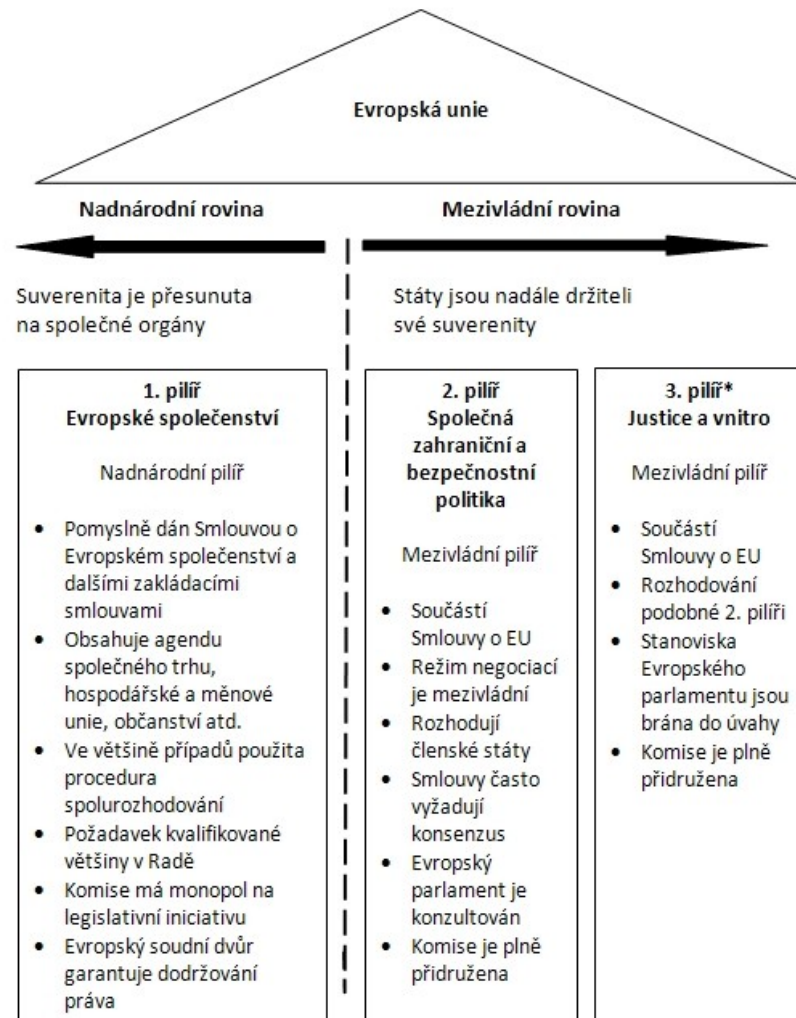 Evropská unie
Nadnárodní rovina
Mezivládní rovina
Suverenita je přesunuta
na společné orgány
Státy jsou nadále držiteli
své suverenity
1. pilíř
Evropské společenství
Nadnárodní pilíř
• Pomyslně dán Smlouvou o
Evropském společenství a
dalšími zakládacími
smlouvami
• Obsahuje agendu
společného trhu,
hospodářské a měnové
unie, občanství atd.
• Ve většině případů použita
procedura
spolurozhodování
• Požadavek kvalifikované
většiny v Radě
• Komise má monopol na
legislativní iniciativu
• Evropský soudní dvůr
garantuje dodržování
práva
2. pilíř
Společná
zahraniční a
bezpečnostní
politika
Mezivládní pilíř
• Součástí
Smlouvy o EU
• Režim negociací
je mezivládní
• Rozhodují
členské státy
• Smlouvy často
vyžadují
konsenzus
• Evropský
parlament je
konzultován
• Komise je plně
přidružena
3. pilíř*
Justice a vnitro
Mezivládní pilíř
• Součástí
Smlouvy o EU
• Rozhodování
podobné 2. pilíři
• Stanoviska
Evropského
parlamentu jsou
brána do úvahy
• Komise je plně
přidružena